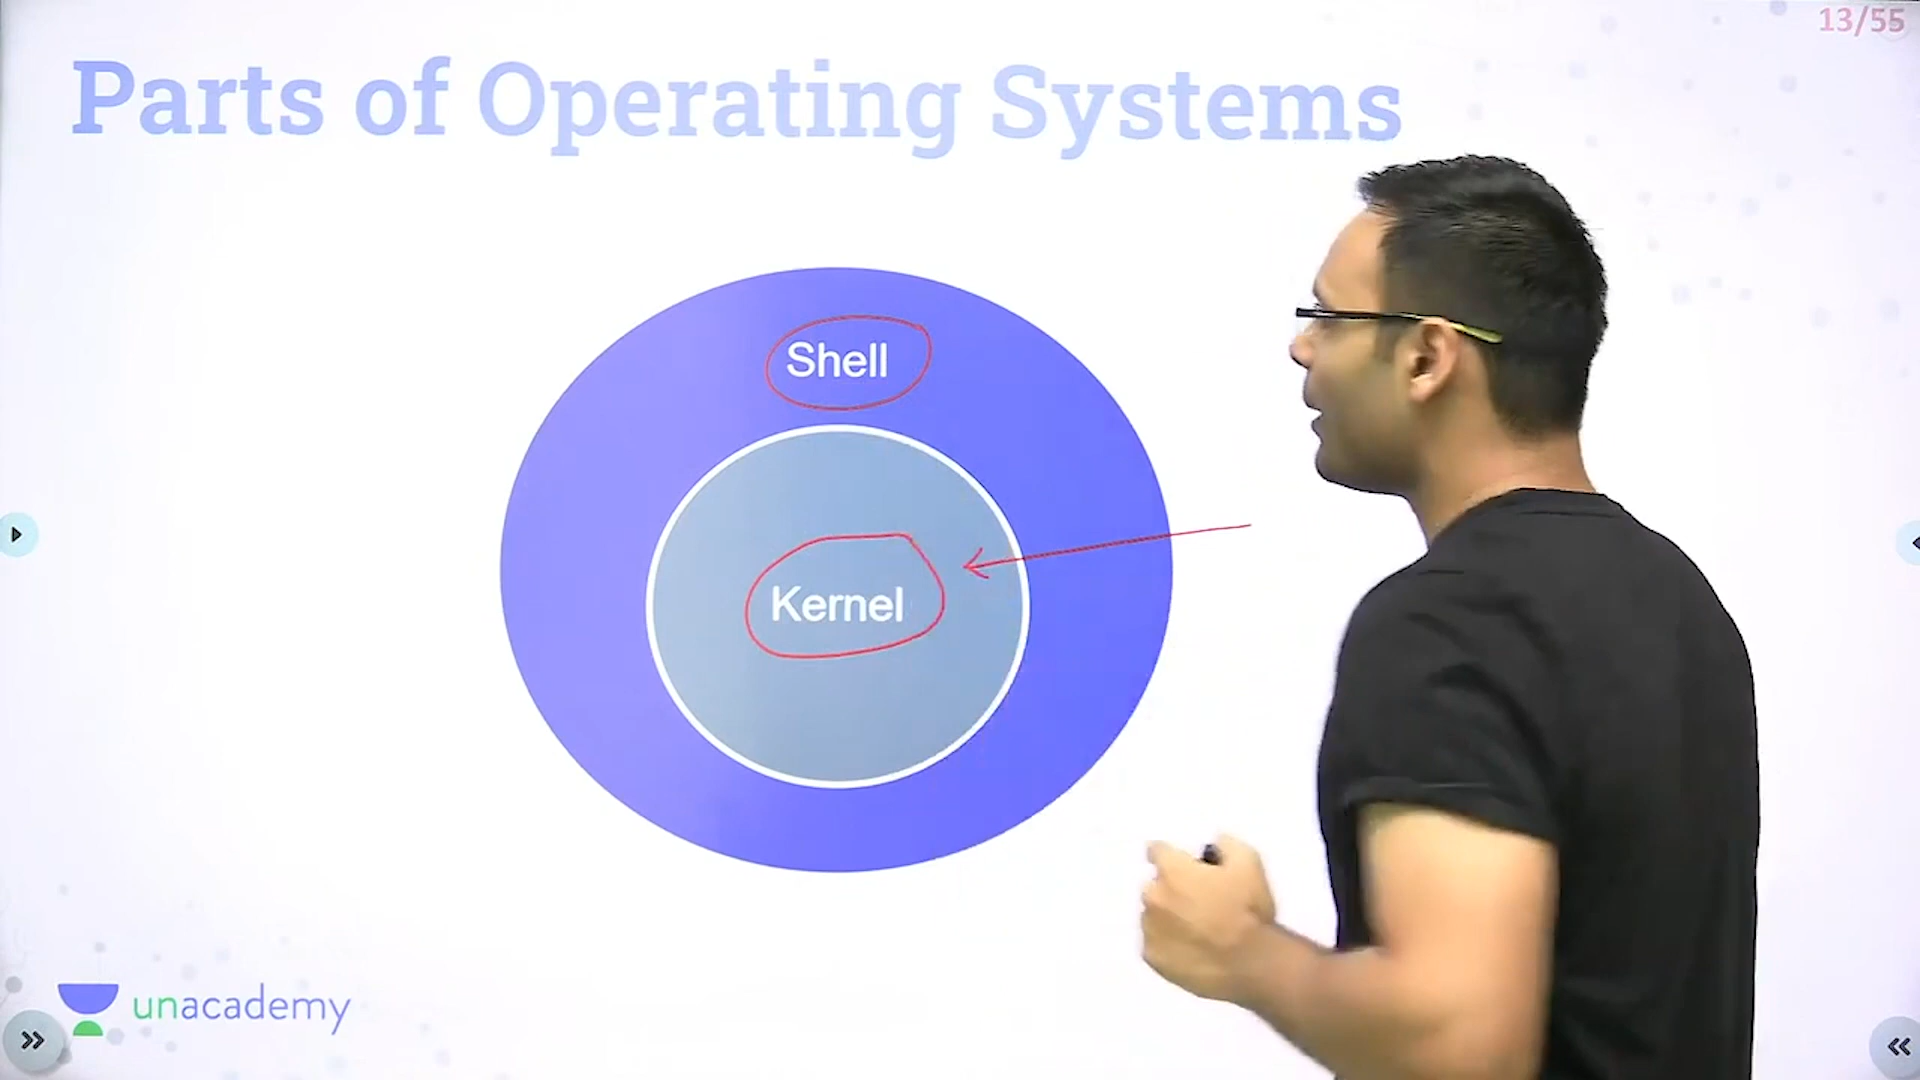 13/55
Parts of Operating Systems
Shell
Kernel
unacademy